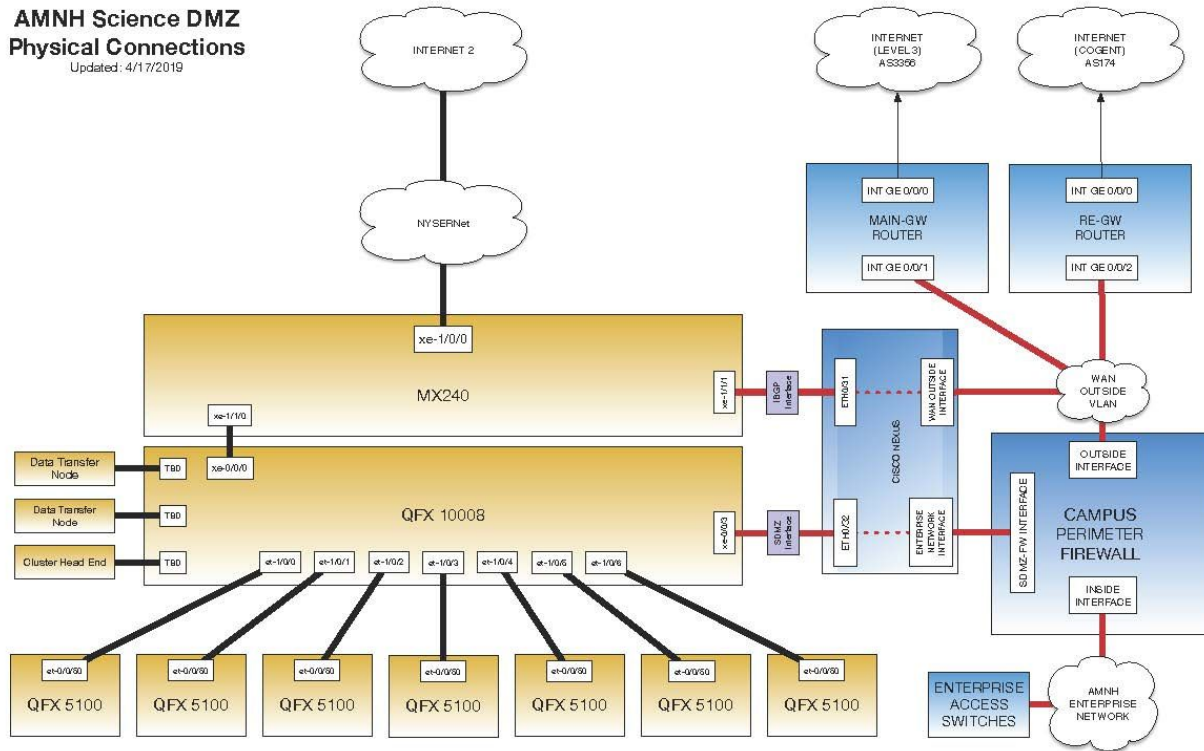 AMNH Science DMZ
Physical Connections
Updated: 4/17/2019
INTERNET 2
INTERNET
(LEVEL 3)
AS3356
INTERNET
(COGENT)
AS174
NYSERNet
INT GE 0/0/0
MAIN-GW
ROUTER
INT GE 0/0/1
INT GE 0/0/0
RE-GW
ROUTER
INT GE 0/0/2
xe-1/0/0
MX240
xe-1/1/1
xe-1/1/0
IBGP
Interface
ETH0/31
WAN OUTSIDE
INTERFACE
CISCO NEXUS
WAN
OUTSIDE
VLAN
Data Transfer
Node
TBD
xe-0/0/0
Data Transfer
Node
TBD
QFX 10008
Cluster Head End
TBD
xe-0/0/3
SDMZ
Interface
ETH0/32
ENTERPRISE
NETWORK
INTERFACE
OUTSIDE
INTERFACE
SDMZ-FW INTERFACE
CAMPUS
PERIMETER
FIREWALL
INSIDE
INTERFACE
et-1/0/0
et-1/0/1
et-1/0/2
et-1/0/3
et-1/0/4
et-1/0/5
et-1/0/6
et-0/0/50
QFX 5100
et-0/0/50
QFX 5100
et-0/0/50
QFX 5100
et-0/0/50
QFX 5100
et-0/0/50
QFX 5100
et-0/0/50
QFX 5100
et-0/0/50
QFX 5100
ENTERPRISE
ACCESS
SWITCHES
AMNH
ENTERPRISE
NETWORK